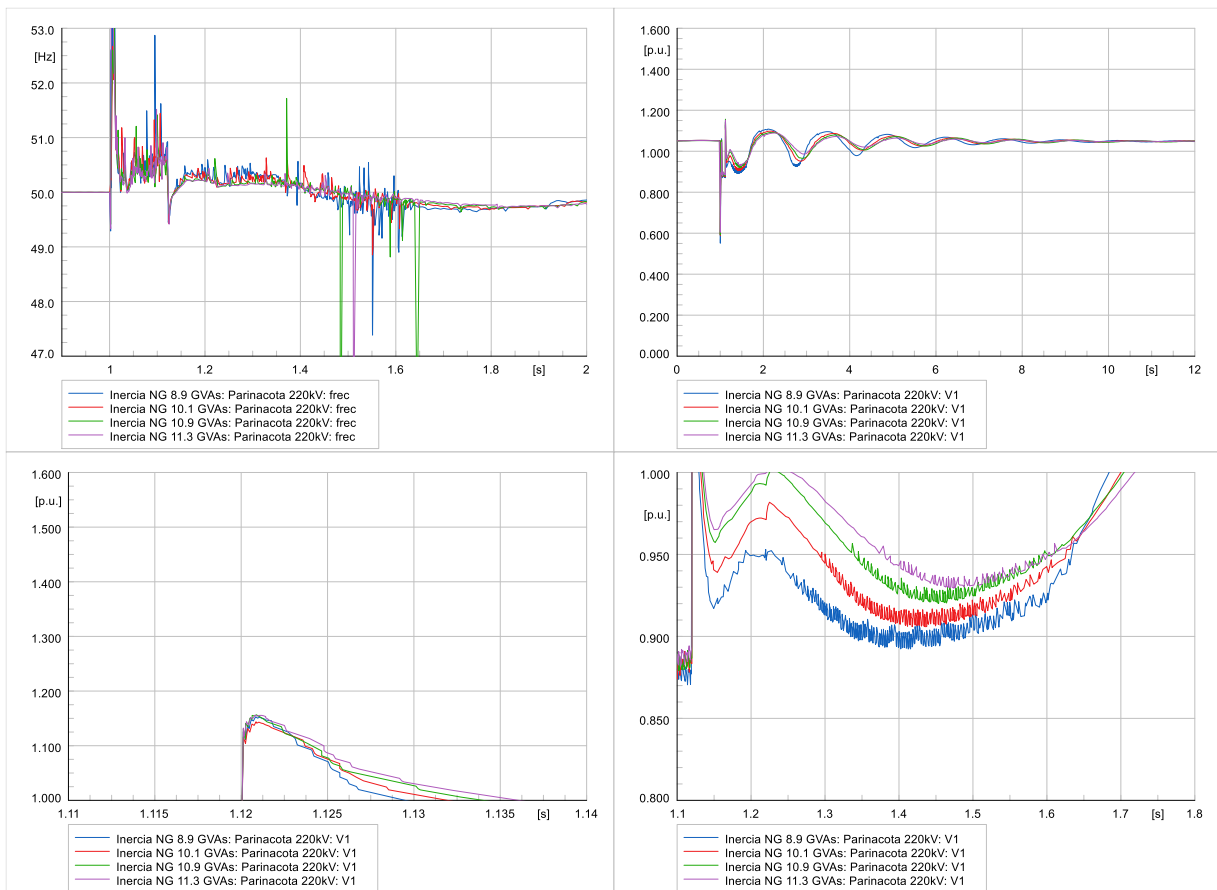 53.0
[Hz]
52.0
51.0
50.0
49.0
48.0
47.0
1
1.2
1.4
1.6
1.8
[s]
2
Inercia NG 8.9 GVAs: Parinacota 220kV: frec
Inercia NG 10.1 GVAs: Parinacota 220kV: frec
Inercia NG 10.9 GVAs: Parinacota 220kV: frec
Inercia NG 11.3 GVAs: Parinacota 220kV: frec
1.600
[p.u.]
1.400
1.200
1.000
0.800
0.600
0.400
0.200
0.000
0
2
4
6
8
10
[s]
12
Inercia NG 8.9 GVAs: Parinacota 220kV: V1
Inercia NG 10.1 GVAs: Parinacota 220kV: V1
Inercia NG 10.9 GVAs: Parinacota 220kV: V1
Inercia NG 11.3 GVAs: Parinacota 220kV: V1
1.600
[p.u.]
1.500
1.400
1.300
1.200
1.100
1.000
1.11
1.115
1.12
1.125
1.13
1.135
[s]
1.14
Inercia NG 8.9 GVAs: Parinacota 220kV: V1
Inercia NG 10.1 GVAs: Parinacota 220kV: V1
Inercia NG 10.9 GVAs: Parinacota 220kV: V1
Inercia NG 11.3 GVAs: Parinacota 220kV: V1
1.000
[p.u.]
0.950
0.900
0.850
0.800
1.1
1.2
1.3
1.4
1.5
1.6
1.7
[s]
1.8
Inercia NG 8.9 GVAs: Parinacota 220kV: V1
Inercia NG 10.1 GVAs: Parinacota 220kV: V1
Inercia NG 10.9 GVAs: Parinacota 220kV: V1
Inercia NG 11.3 GVAs: Parinacota 220kV: V1